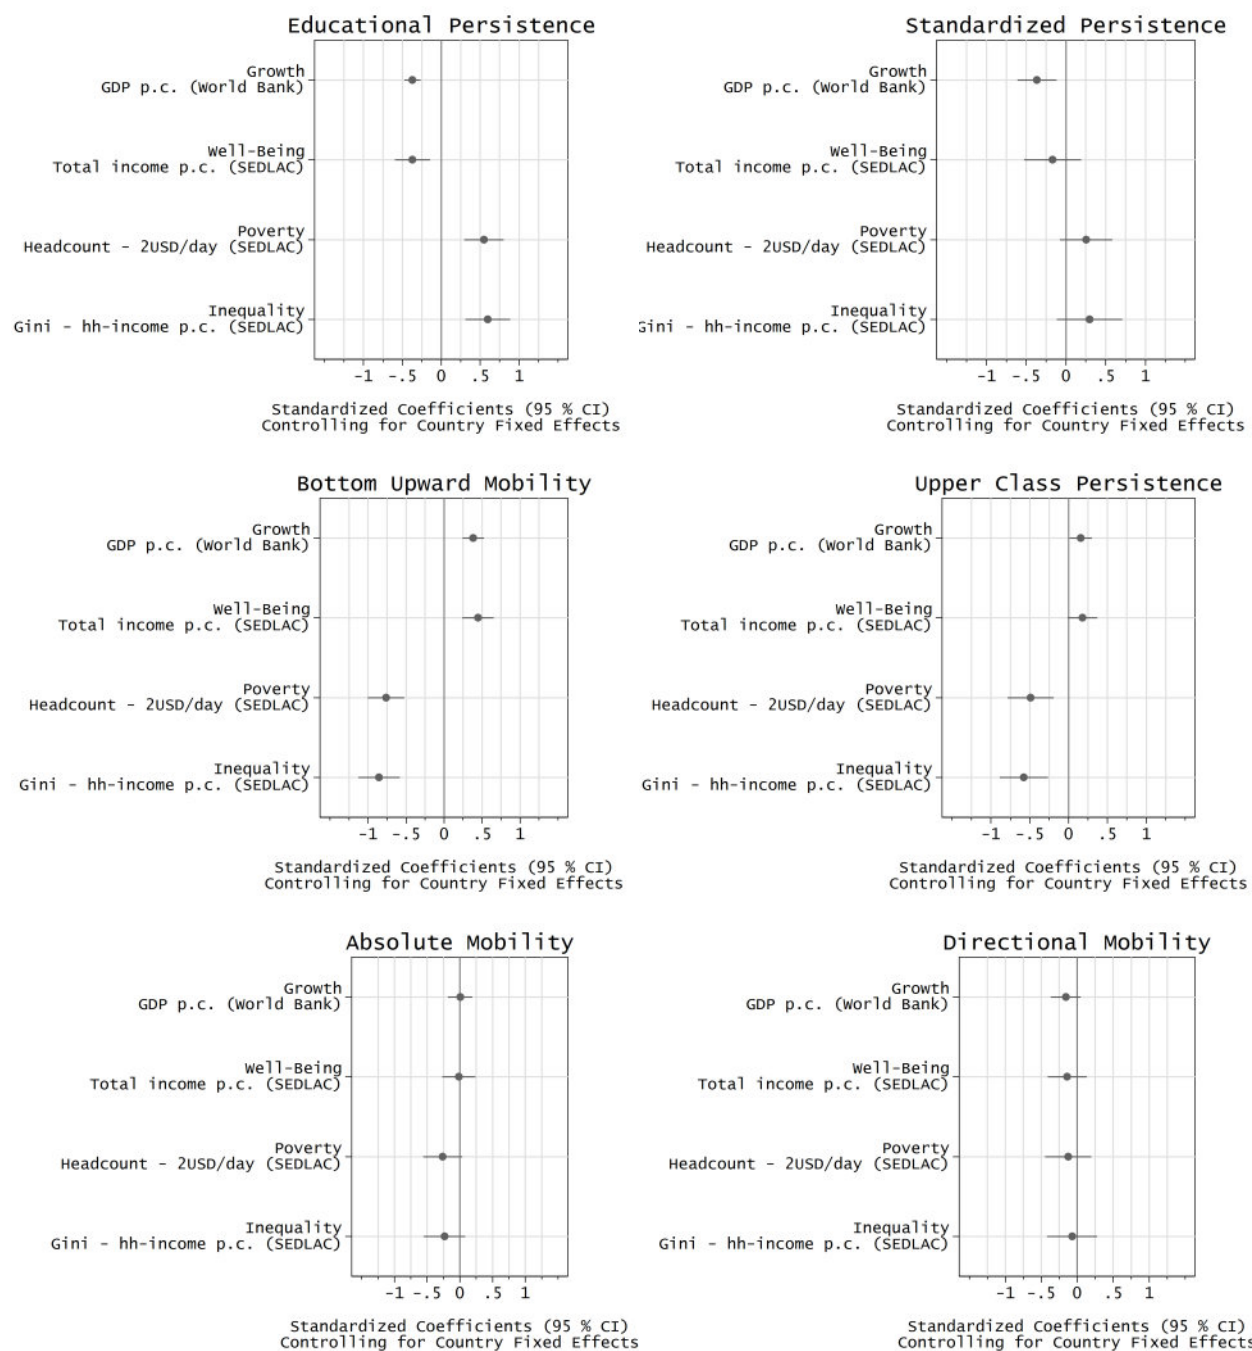 Educational Persistence
Growth
GDP p.c. (World Bank)
Well-Being
Total income p.c. (SEDLAC)
Poverty
Headcount - 2USD/day (SEDLAC)
Inequality
Gini - hh-income p.c. (SEDLAC)
-1 -.5 0 .5 1
Standardized Coefficients (95 % CI)
Controlling for Country Fixed Effects
Standardized Persistence
Growth
GDP p.c. (World Bank)
Well-Being
Total income p.c. (SEDLAC)
Poverty
Headcount - 2USD/day (SEDLAC)
Inequality
Gini - hh-income p.c. (SEDLAC)
-1 -.5 0 .5 1
Standardized Coefficients (95 % CI)
Controlling for Country Fixed Effects
Bottom Upward Mobility
Growth
GDP p.c. (World Bank)
Well-Being
Total income p.c. (SEDLAC)
Poverty
Headcount - 2USD/day (SEDLAC)
Inequality
Gini - hh-income p.c. (SEDLAC)
-1 -.5 0 .5 1
Standardized Coefficients (95 % CI)
Controlling for Country Fixed Effects
Upper Class Persistence
Growth
GDP p.c. (World Bank)
Well-Being
Total income p.c. (SEDLAC)
Poverty
Headcount - 2USD/day (SEDLAC)
Inequality
Gini - hh-income p.c. (SEDLAC)
-1 -.5 0 .5 1
Standardized Coefficients (95 % CI)
Controlling for Country Fixed Effects
Absolute Mobility
Growth
GDP p.c. (World Bank)
Well-Being
Total income p.c. (SEDLAC)
Poverty
Headcount - 2USD/day (SEDLAC)
Inequality
Gini - hh-income p.c. (SEDLAC)
-1 -.5 0 .5 1
Standardized Coefficients (95 % CI)
Controlling for Country Fixed Effects
Directional Mobility
Growth
GDP p.c. (World Bank)
Well-Being
Total income p.c. (SEDLAC)
Poverty
Headcount - 2USD/day (SEDLAC)
Inequality
Gini - hh-income p.c. (SEDLAC)
-1 -.5 0 .5 1
Standardized Coefficients (95 % CI)
Controlling for Country Fixed Effects